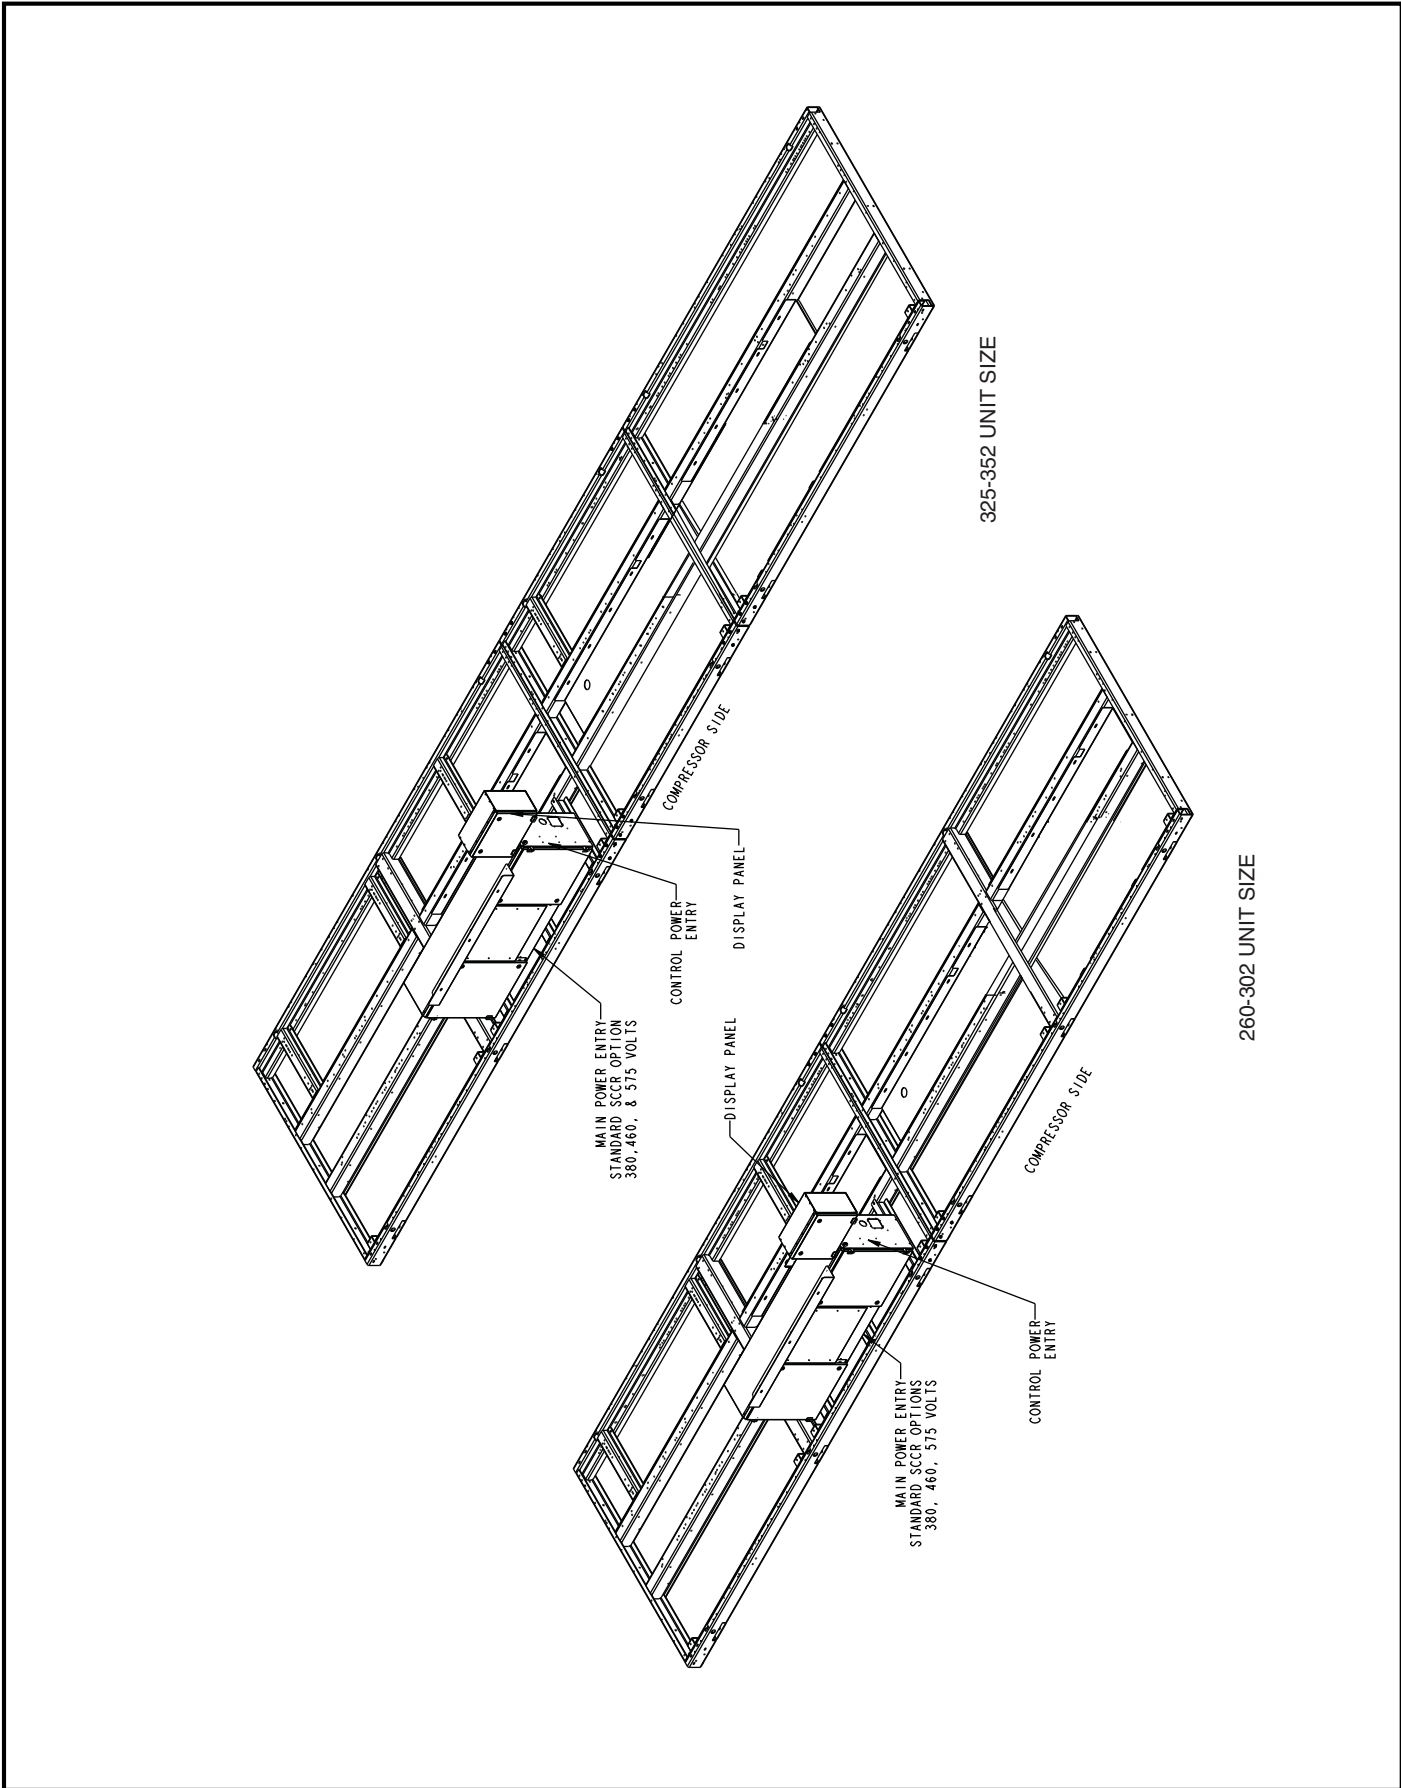 MAIN POWER ENTRY
STANDARD SCCR OPTION
380,460, & 575 VOLTS
CONTROL POWER
ENTRY
DISPLAY PANEL
COMPRESSOR SIDE
325-352 UNIT SIZE
DISPLAY PANEL
MAIN POWER ENTRY
STANDARD SCCR OPTIONS
380, 460, 575 VOLTS
CONTROL POWER
ENTRY
COMPRESSOR SIDE
260-302 UNIT SIZE